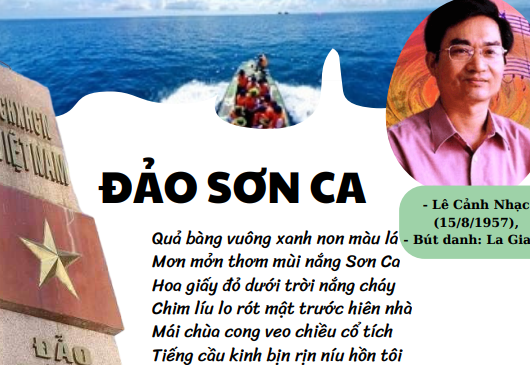 CHXHCN
VIỆT NAM
ĐẢO
ĐẢO SƠN CA
- Lê Cảnh Nhạc
(15/8/1957),
- Bút danh: La Gia
Quả bàng vuông xanh non màu lá
Mơn mởn thơm mùi nắng Sơn Ca
Hoa giấy đỏ dưới trời nắng cháy
Chim líu lo rót mật trước hiên nhà
Mái chùa cong veo chiều cổ tích
Tiếng cầu kinh bịn rịn níu hồn tôi